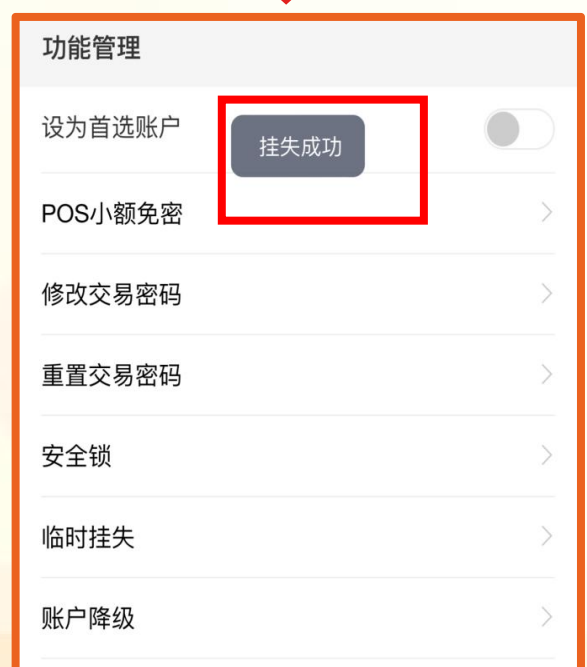 功能管理
设为首选账户
挂失成功
POS小额免密
修改交易密码
重置交易密码
安全锁
临时挂失
账户降级